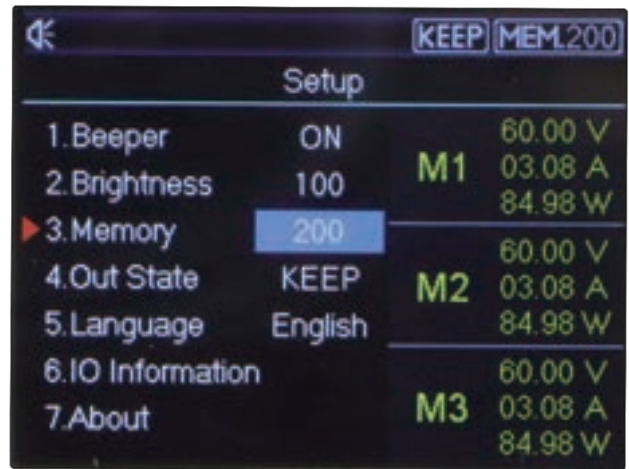 KEEP MEM.200
Setup
1.Beeper ON
2.Brightness 100
3.Memory 200
4.Out State KEEP
5.Language English
6.IO Information
7.About
M1
60.00 V
03.08 A
84.98 W
M2
60.00 V
03.08 A
84.98 W
M3
60.00 V
03.08 A
84.98 W